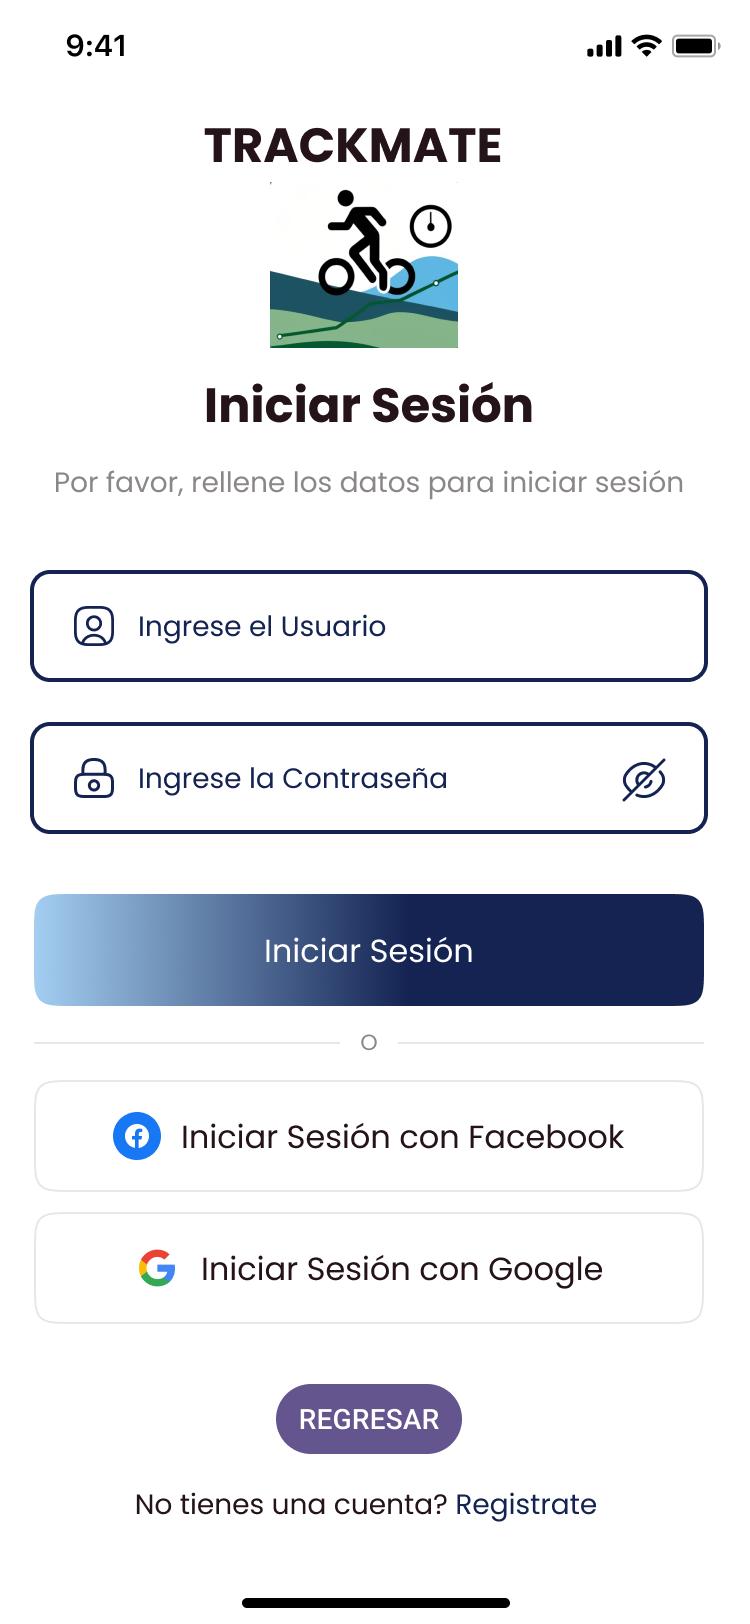 9:41
TRACKMATE
Iniciar Sesión
Por favor, rellene los datos para iniciar sesión
Ingrese el Usuario
Ingrese la Contraseña
Iniciar Sesión
O
Iniciar Sesión con Facebook
Iniciar Sesión con Google
REGRESAR
No tienes una cuenta? Registrate